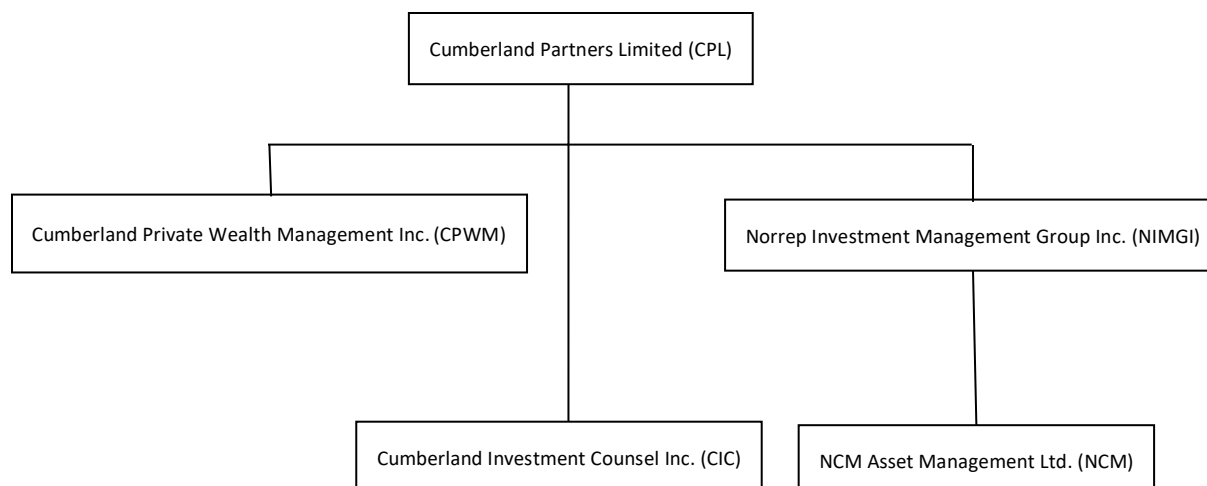 Cumberland Partners Limited (CPL)
Cumberland Private Wealth Management Inc. (CPWM)
Norrep Investment Management Group Inc. (NIMGI)
Cumberland Investment Counsel Inc. (CIC)
NCM Asset Management Ltd. (NCM)